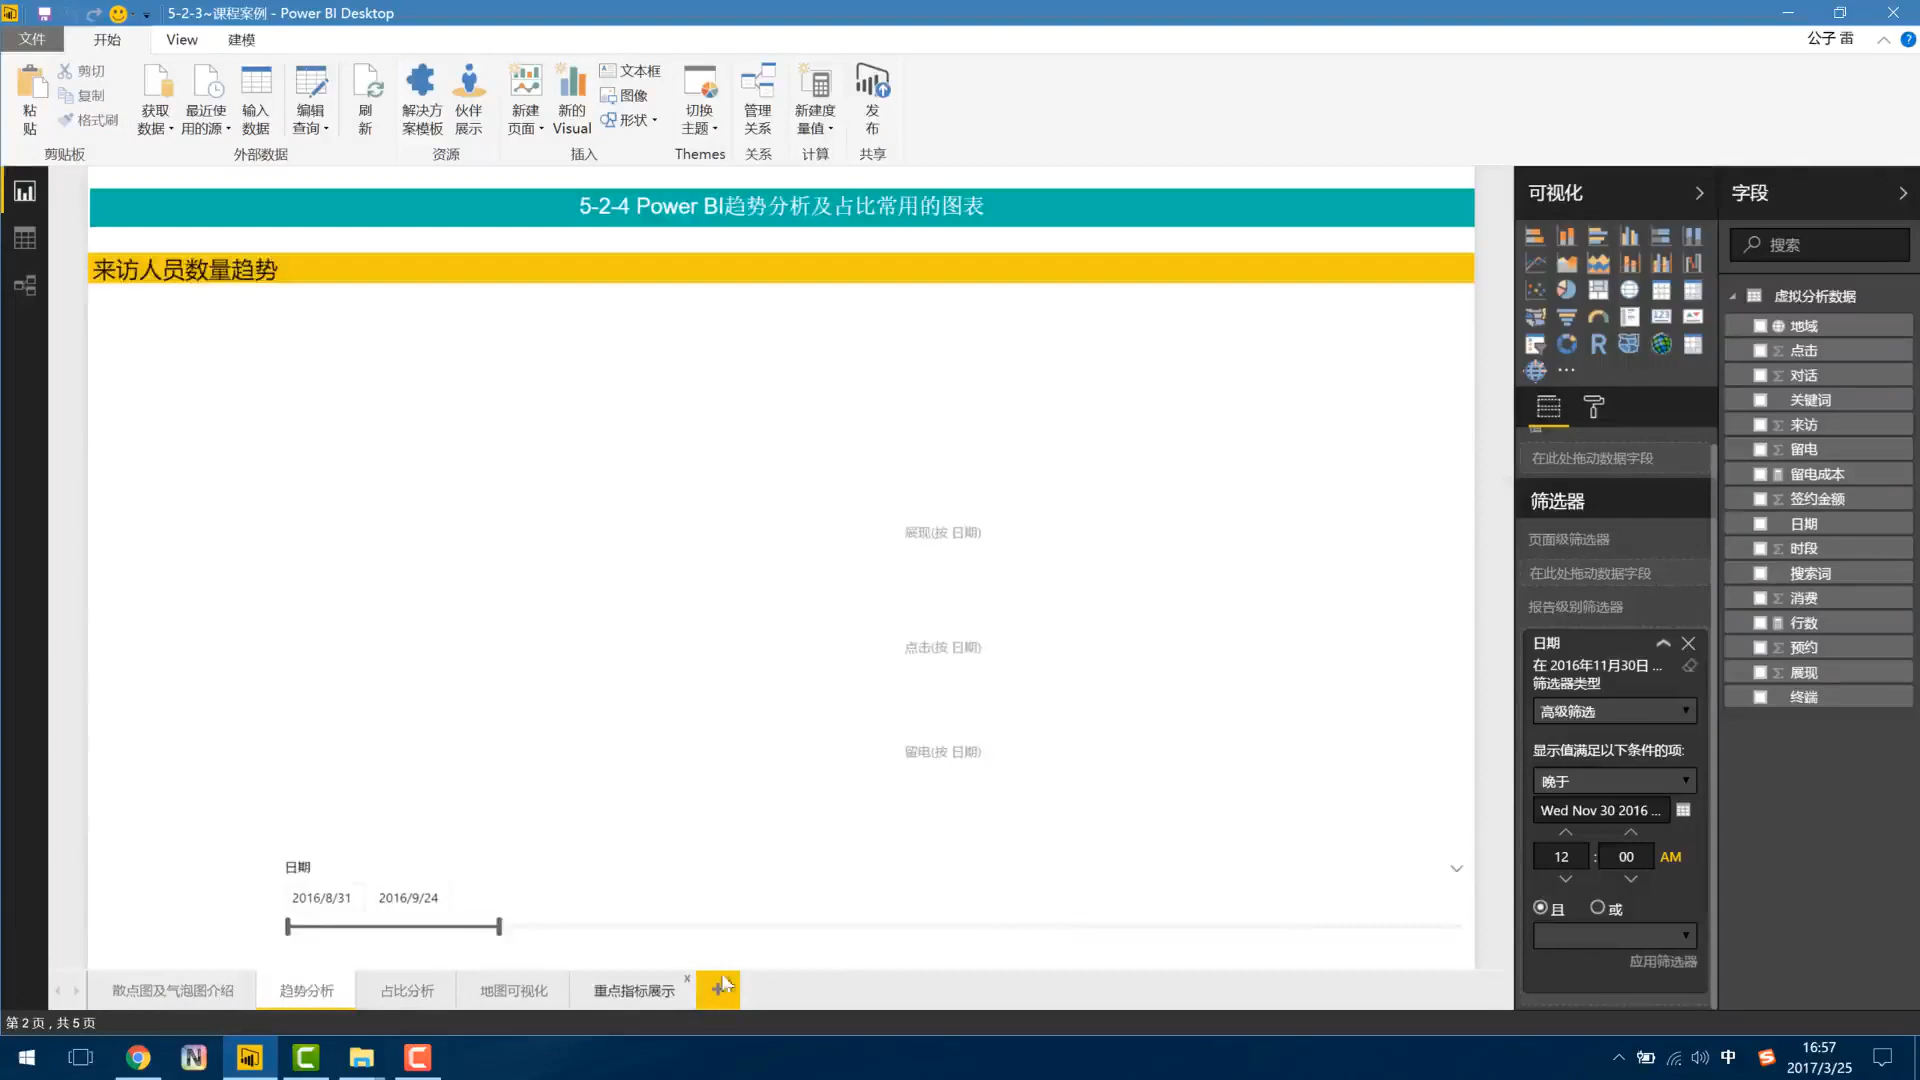 5-2-3~课程案例 - Power BI Desktop
文件
开始
View
建模
公子 雷
粘贴
剪切
复制
格式刷
获取数据
最近使用的源
输入数据
编辑查询
刷新
解决方案模板
伙伴展示
新建页面
新的Visual
文本框
图像
形状
切换主题
管理关系
新建度量值
发布
剪贴板
外部数据
资源
插入
Themes
关系
计算
共享
5-2-4 Power BI趋势分析及占比常用的图表
来访人员数量趋势
展现(按 日期)
点击(按 日期)
留电(按 日期)
日期
2016/8/31
2016/9/24
可视化
在此处拖动数据字段
筛选器
页面级筛选器
在此处拖动数据字段
报告级别筛选器
日期
在 2016年11月30日 ...
筛选器类型
高级筛选
显示值满足以下条件的项:
晚于
Wed Nov 30 2016 ...
12 : 00 AM
且 或
应用筛选器
字段
搜索
虚拟分析数据
地域
点击
对话
关键词
来访
留电
留电成本
签约金额
日期
时段
搜索词
消费
行数
预约
展现
终端
散点图及气泡图介绍
趋势分析
占比分析
地图可视化
重点指标展示
第 2 页 , 共 5 页
中
16:57
2017/3/25